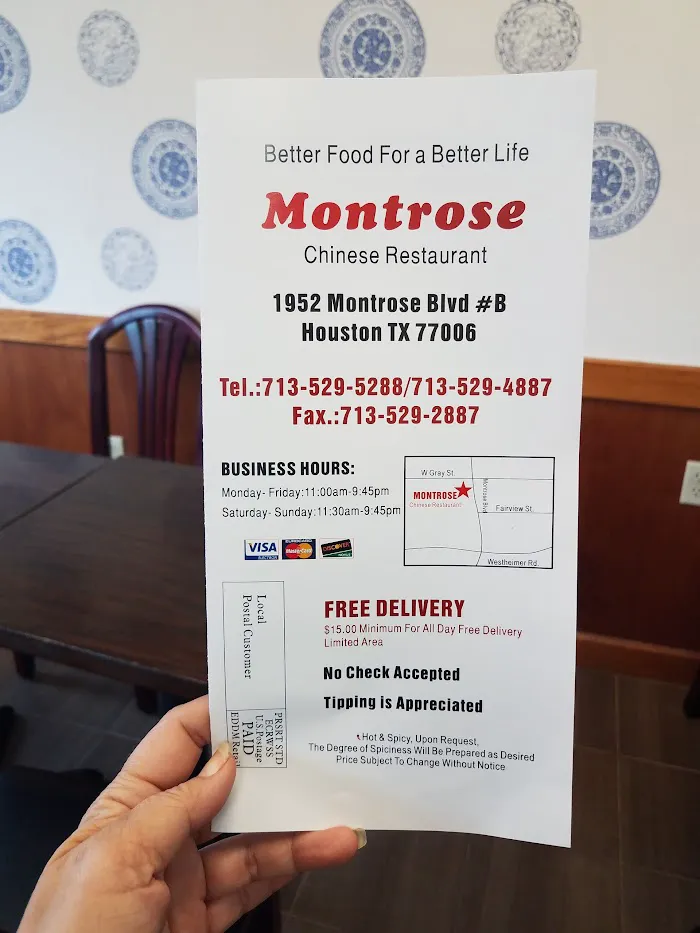 Better Food For a Better Life
Montrose
Chinese Restaurant
1952 Montrose Blvd #B
Houston TX 77006
Tel.:713-529-5288/713-529-4887
Fax.:713-529-2887
BUSINESS HOURS:
Monday- Friday:11:00am-9:45pm
Saturday- Sunday:11:30am-9:45pm
W Gray St.
MONTROSE
Chinese Restaurant
Montrose Blvd
Fairview St.
Westheimer Rd.
VISA
MasterCard
DISCOVER
Local
Postal Customer
PRSRT STD
ECRWSS
U.S.Postage
PAID
EDDM Retail
FREE DELIVERY
$15.00 Minimum For All Day Free Delivery
Limited Area
No Check Accepted
Tipping is Appreciated
Hot & Spicy, Upon Request,
The Degree of Spiciness Will Be Prepared as Desired
Price Subject To Change Without Notice